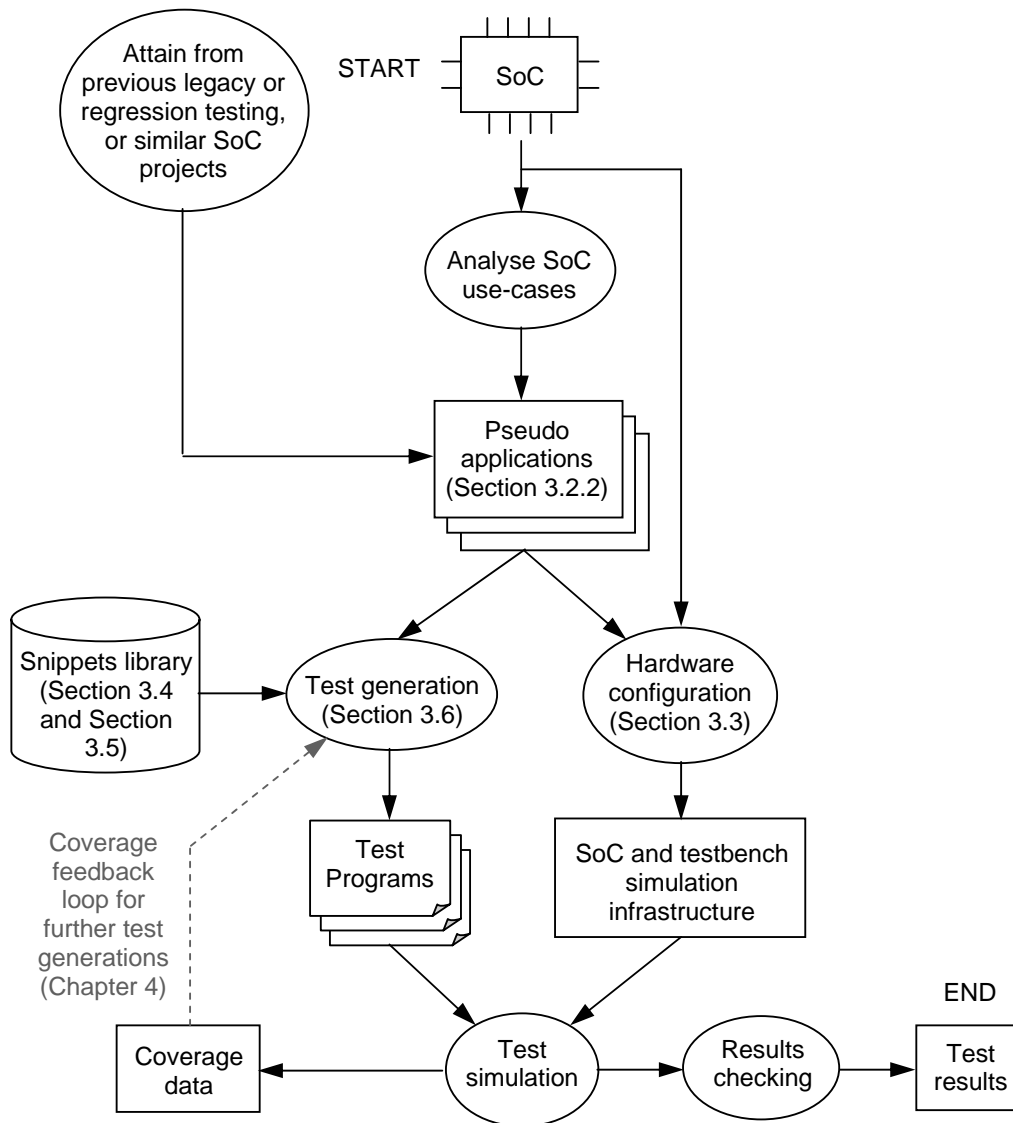 Attain from
previous legacy or
regression testing,
or similar SoC
projects
START
SoC
Analyse SoC
use-cases
Pseudo
applications
(Section 3.2.2)
Snippets library
(Section 3.4
and Section
3.5)
Test generation
(Section 3.6)
Hardware
configuration
(Section 3.3)
Coverage
feedback
loop for
further test
generations
(Chapter 4)
Test
Programs
SoC and testbench
simulation
infrastructure
Coverage
data
Test
simulation
Results
checking
END
Test
results